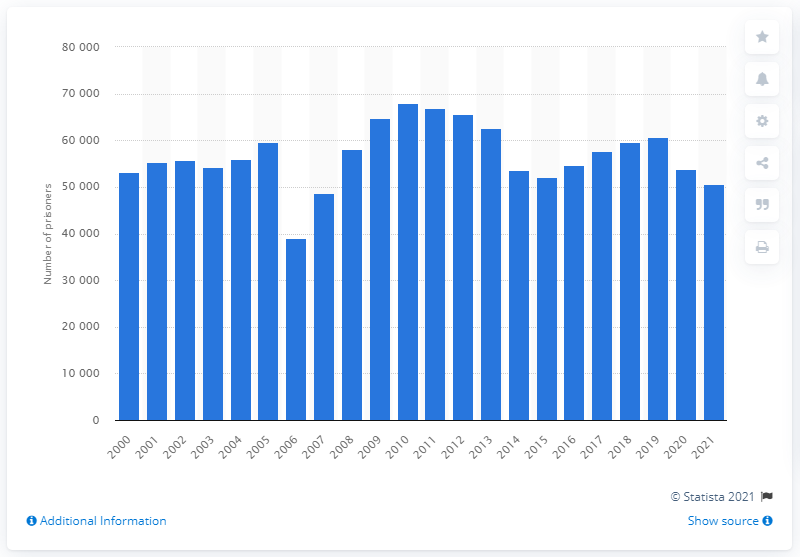 80 000
70 000
60 000
50 000
40 000
30 000
20 000
10 000
0
Number of prisoners
2000 2001 2002 2003 2004 2005 2006 2007 2008 2009 2010 2011 2012 2013 2014 2015 2016 2017 2018 2019 2020 2021
© Statista 2021
Additional Information
Show source